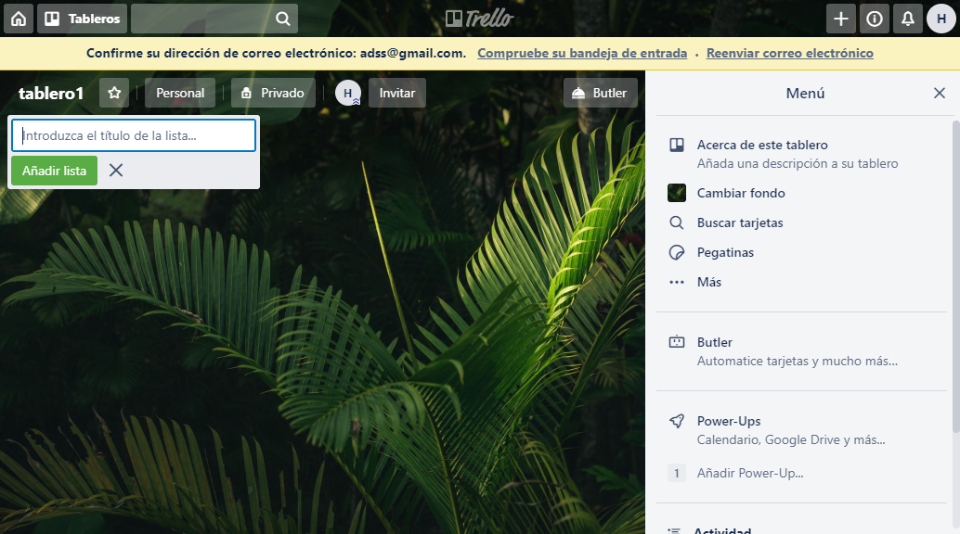 Tableros
Trello
H
Confirme su dirección de correo electrónico: adss@gmail.com. Compruebe su bandeja de entrada · Reenviar correo electrónico
tablero1 Personal Privado H Invitar Butler
Introduzca el título de la lista...
Añadir lista
Menú
Acerca de este tablero
Añada una descripción a su tablero
Cambiar fondo
Buscar tarjetas
Pegatinas
Más
Butler
Automatice tarjetas y mucho más...
Power-Ups
Calendario, Google Drive y más...
1 Añadir Power-Up...
Actividad